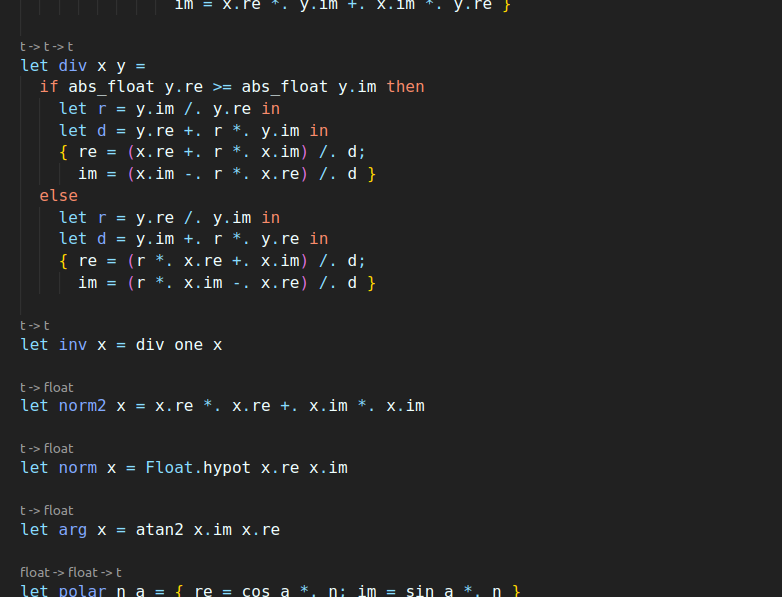 im = x.re *. y.im +. x.im *. y.re }
t -> t -> t
let div x y =
if abs_float y.re >= abs_float y.im then
let r = y.im /. y.re in
let d = y.re +. r *. y.im in
{ re = (x.re +. r *. x.im) /. d;
im = (x.im -. r *. x.re) /. d }
else
let r = y.re /. y.im in
let d = y.im +. r *. y.re in
{ re = (r *. x.re +. x.im) /. d;
im = (r *. x.im -. x.re) /. d }
t -> t
let inv x = div one x
t -> float
let norm2 x = x.re *. x.re +. x.im *. x.im
t -> float
let norm x = Float.hypot x.re x.im
t -> float
let arg x = atan2 x.im x.re
float -> float -> t
let polar n a = { re = cos a *. n; im = sin a *. n }